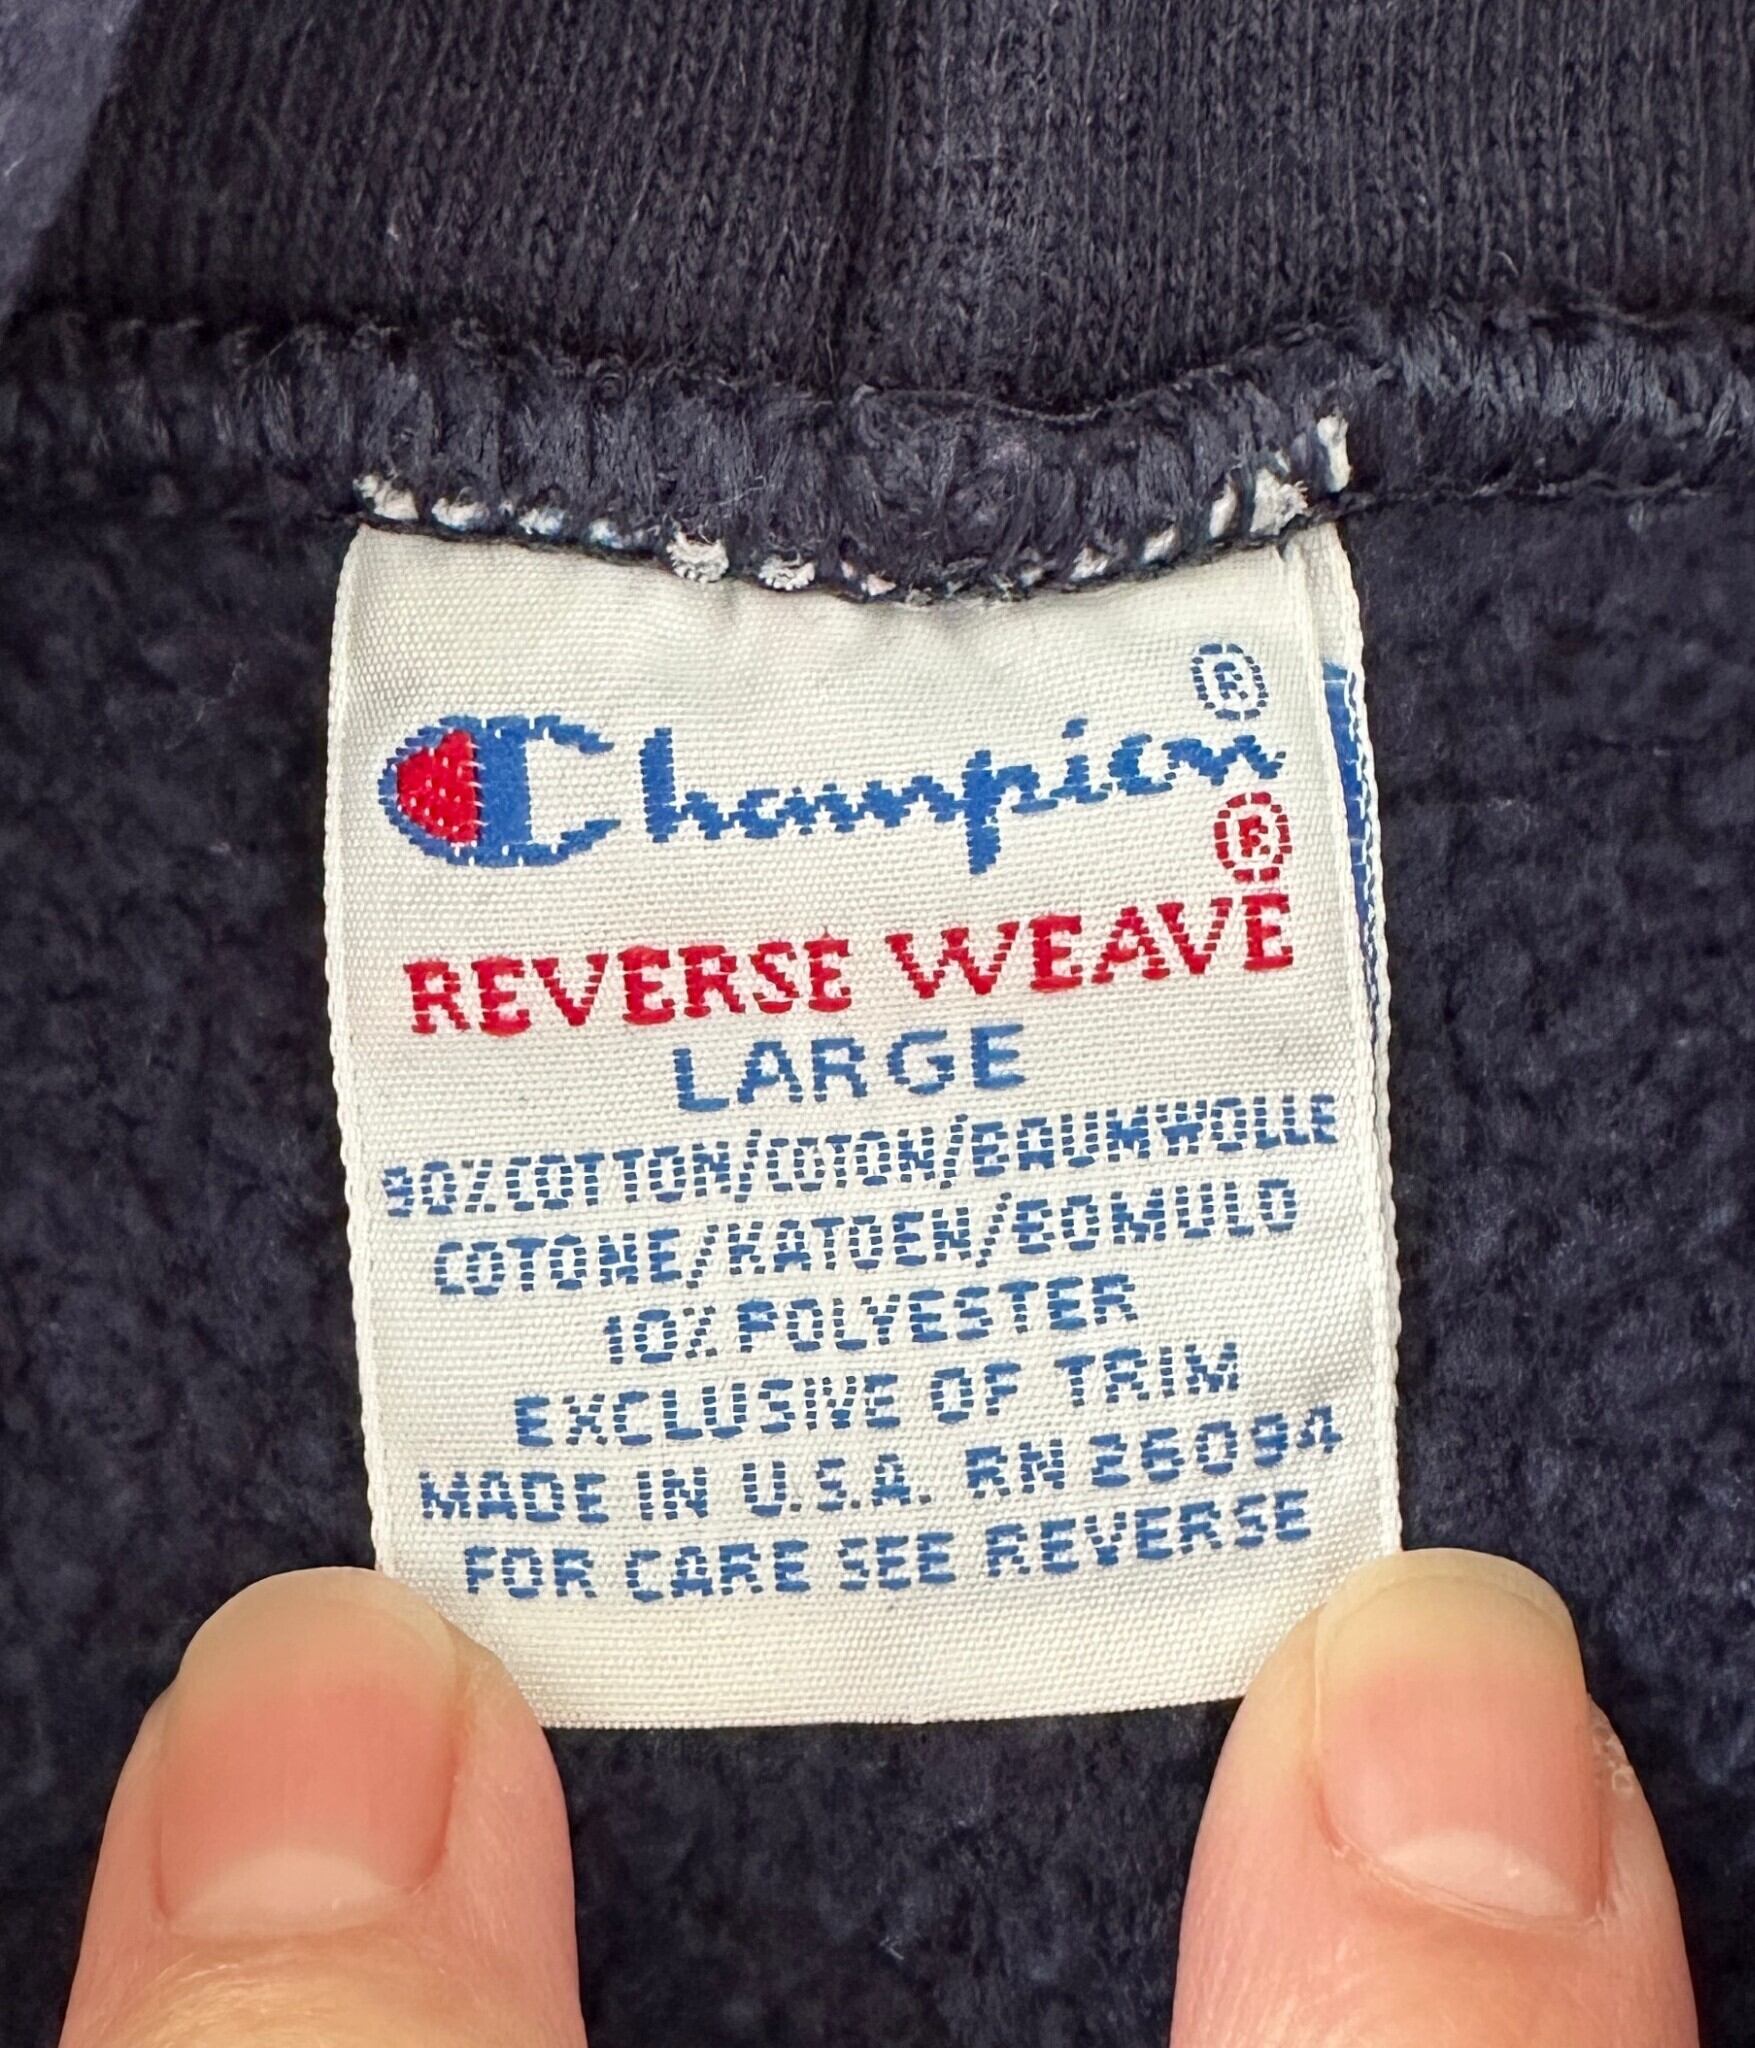 Champion®
REVERSE WEAVE®
LARGE
90% COTTON/COTON/BAUMWOLLE
COTONE/KATOEN/BOMULD
10% POLYESTER
EXCLUSIVE OF TRIM
MADE IN U.S.A. RN 26094
FOR CARE SEE REVERSE